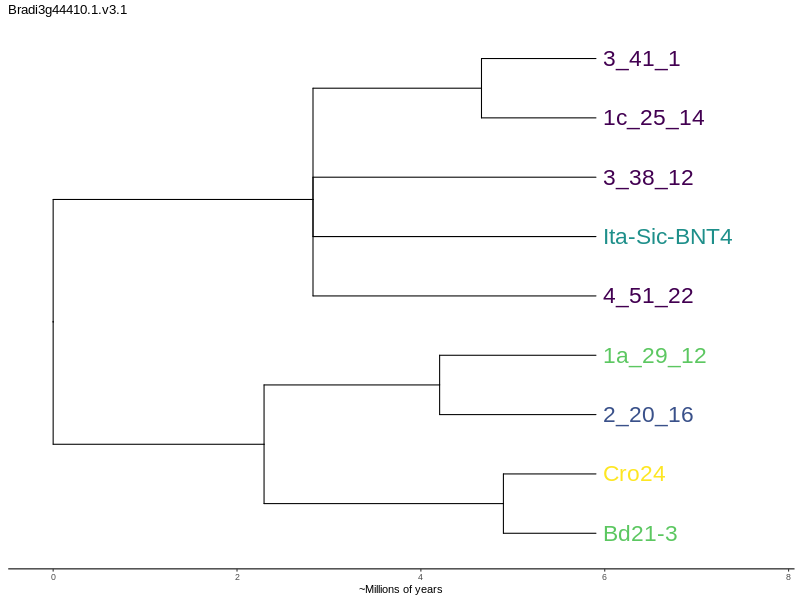 Bradi3g44410.1.v3.1
3_41_1
1c_25_14
3_38_12
Ita-Sic-BNT4
4_51_22
1a_29_12
2_20_16
Cro24
Bd21-3
0 2 4 6 8
~Millions of years